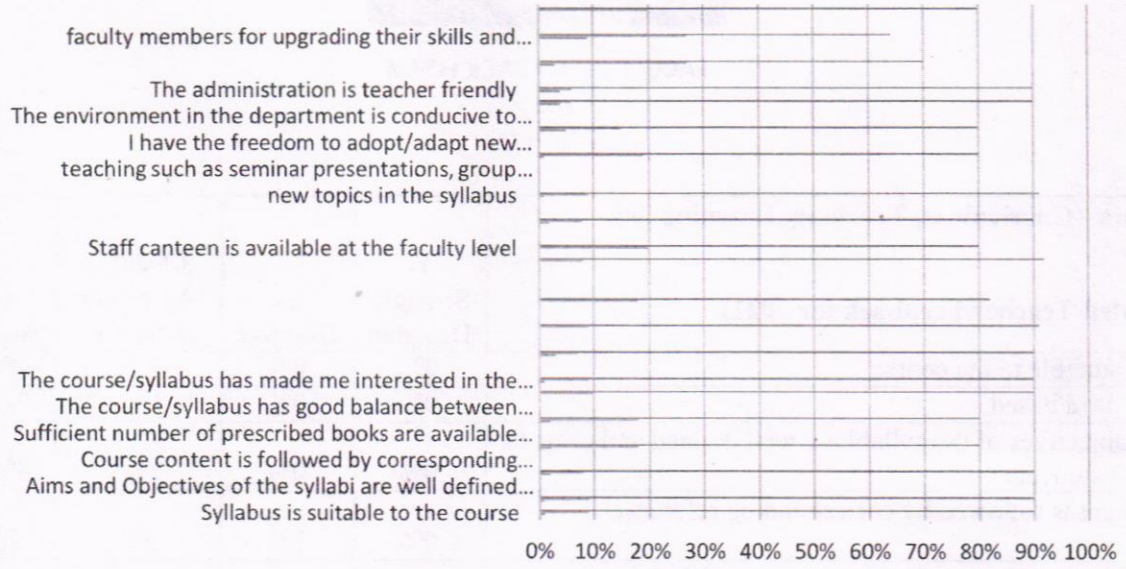 faculty members for upgrading their skills and...
The administration is teacher friendly
The environment in the department is conducive to...
I have the freedom to adopt/adapt new...
teaching such as seminar presentations, group...
new topics in the syllabus
Staff canteen is available at the faculty level
The course/syllabus has made me interested in the...
The course/syllabus has good balance between...
Sufficient number of prescribed books are available...
Course content is followed by corresponding...
Aims and Objectives of the syllabi are well defined...
Syllabus is suitable to the course
0% 10% 20% 30% 40% 50% 60% 70% 80% 90% 100%